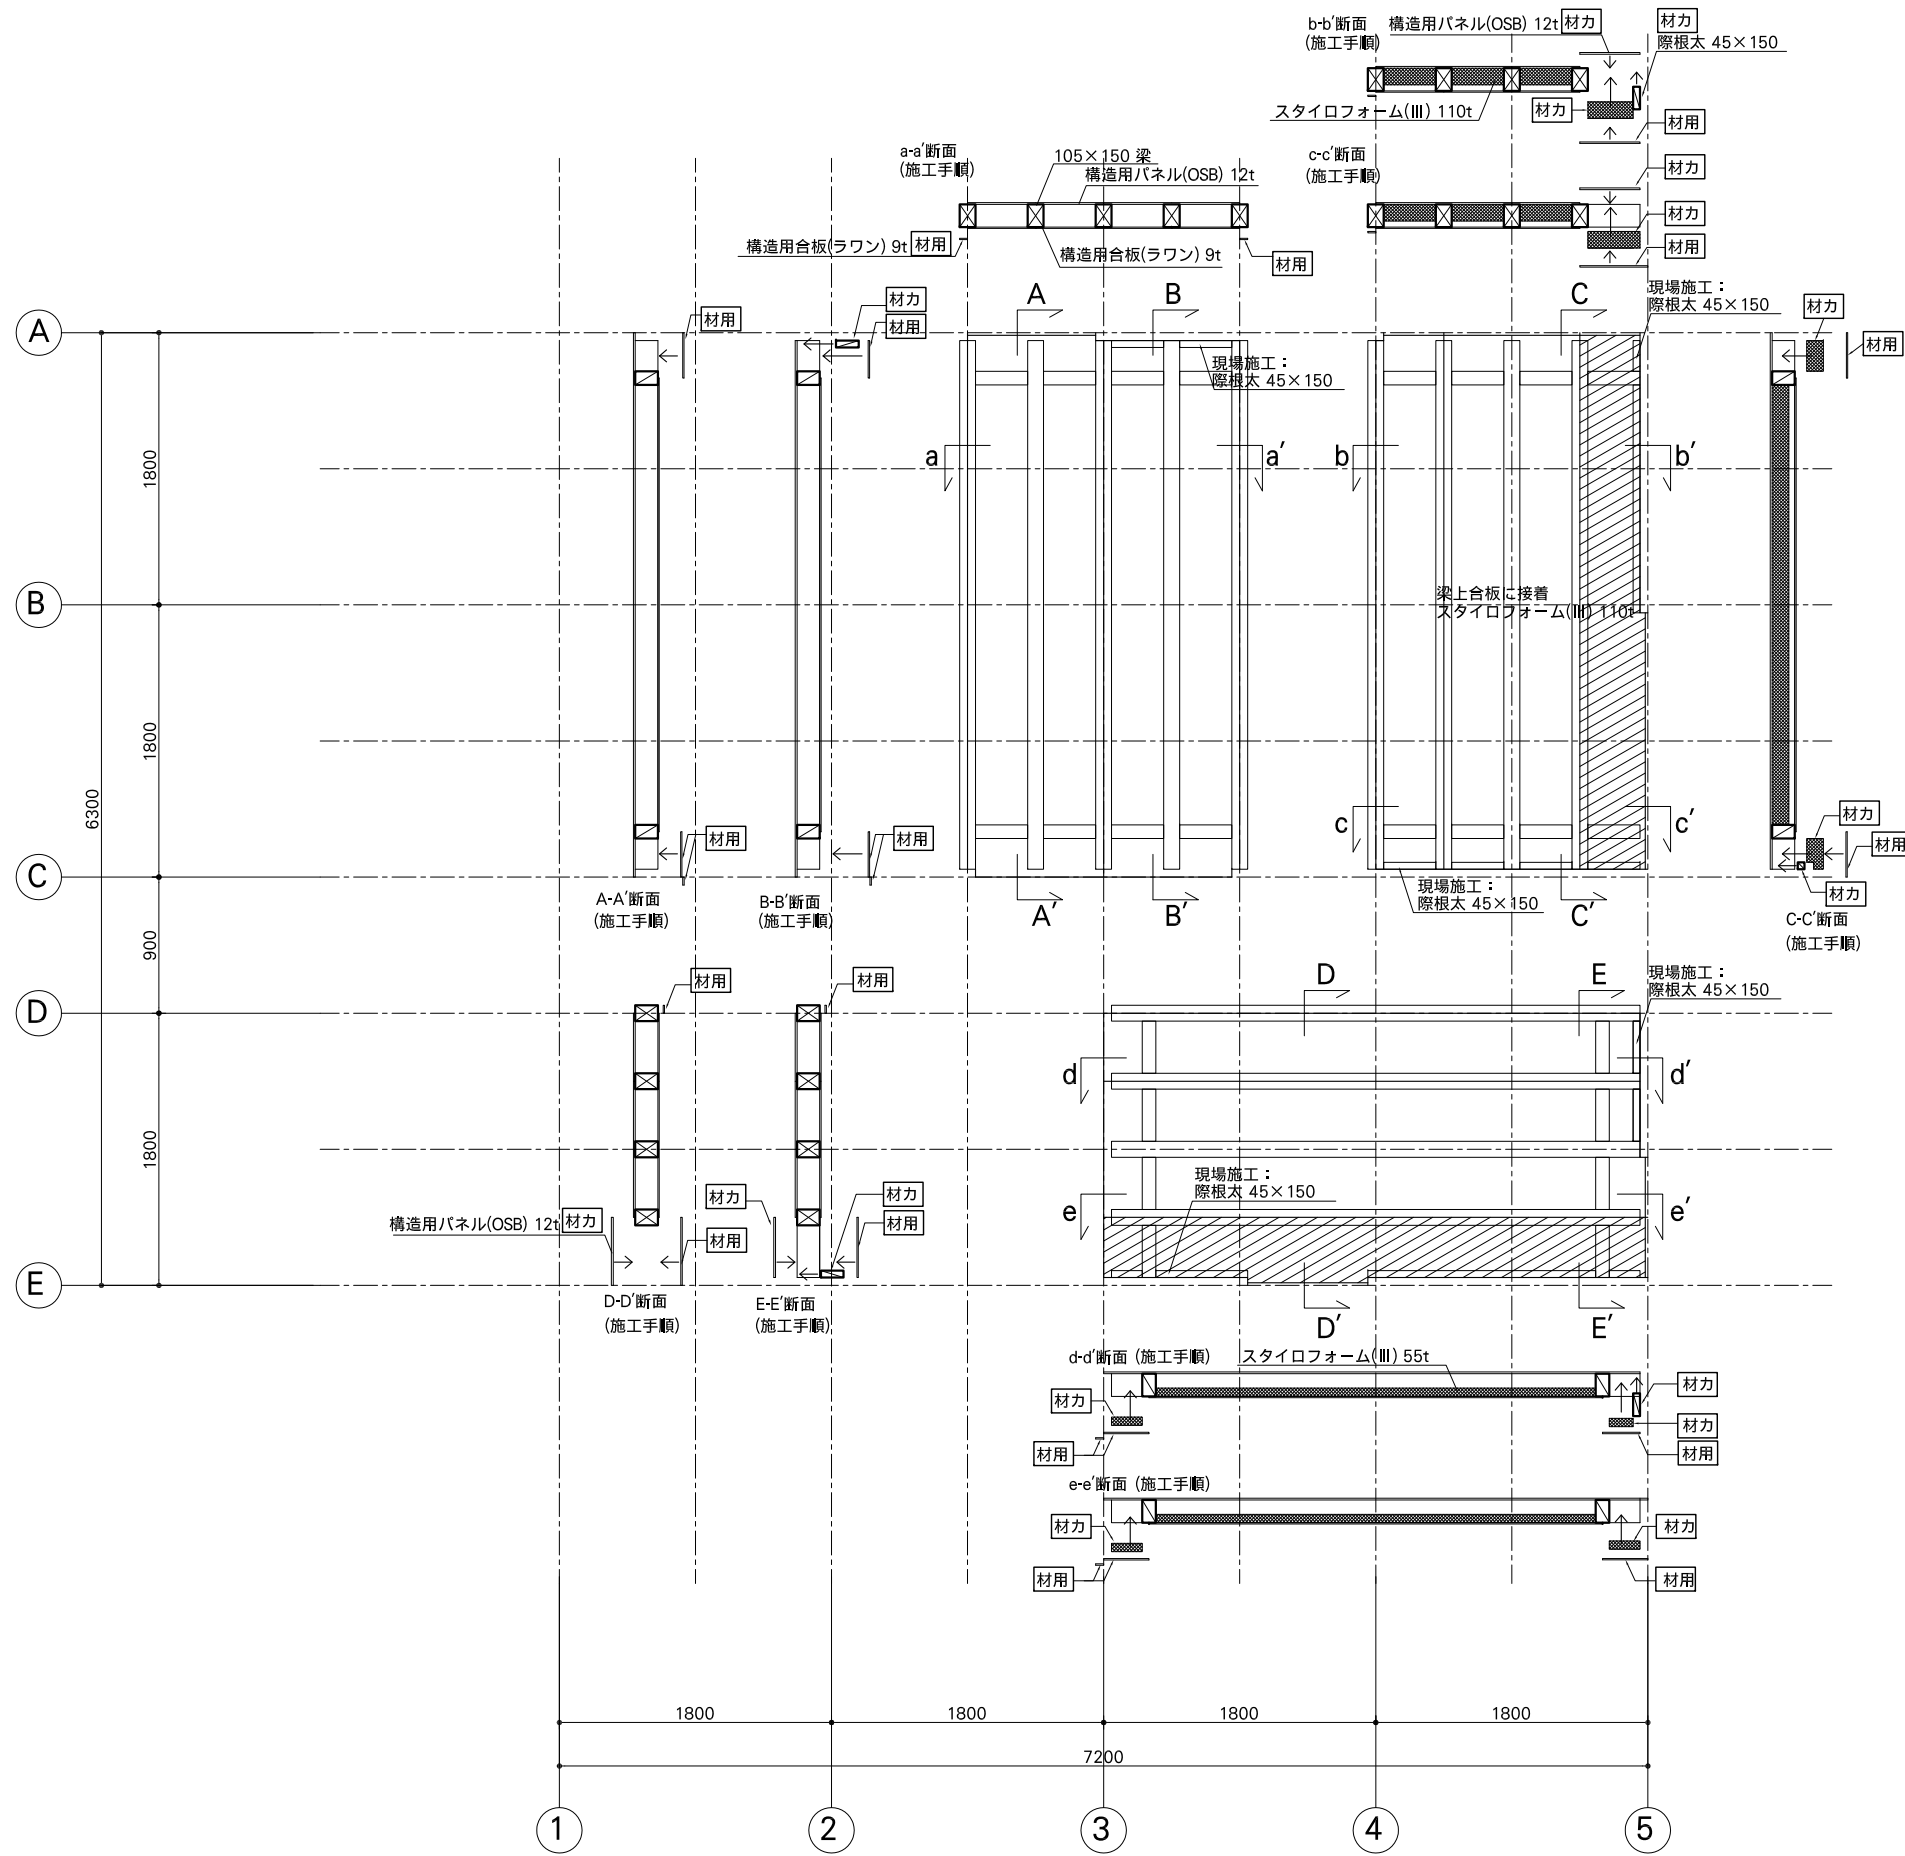 b-b'断面
(施工手順)
構造用パネル(OSB) 12t
材カ
材カ
際根太 45×150
スタイロフォーム(Ⅲ) 110t
材カ
材用
a-a'断面
(施工手順)
105×150 梁
構造用パネル(OSB) 12t
構造用合板(ラワン) 9t
材用
構造用合板(ラワン) 9t
材用
c-c'断面
(施工手順)
材カ
材カ
材用
A
材用
材カ
材用
A
B
C
現場施工：
際根太 45×150
現場施工：
際根太 45×150
材カ
材用
1800
a
a'
b
b'
B
梁上合板に接着
スタイロフォーム(Ⅲ) 110t
6300
1800
材用
材用
c
c'
材カ
材用
材カ
C
A-A'断面
(施工手順)
B-B'断面
(施工手順)
A'
B'
現場施工：
際根太 45×150
C'
C-C'断面
(施工手順)
900
D
材用
材用
D
E
現場施工：
際根太 45×150
d
d'
1800
構造用パネル(OSB) 12t
材カ
材用
材カ
材カ
材用
現場施工：
際根太 45×150
e
e'
E
D-D'断面
(施工手順)
E-E'断面
(施工手順)
D'
E'
d-d'断面 (施工手順)
スタイロフォーム(Ⅲ) 55t
材カ
材用
材カ
材カ
材用
e-e'断面 (施工手順)
材カ
材用
材カ
材用
1800
1800
1800
1800
7200
1
2
3
4
5